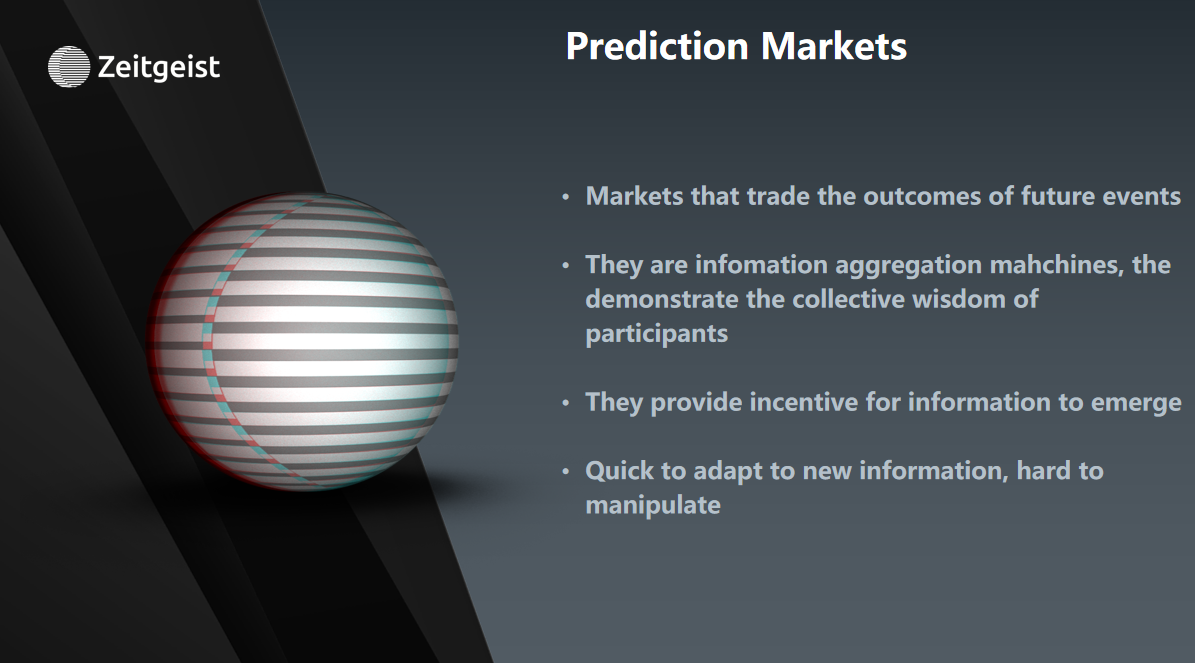 Zeitgeist
Prediction Markets
• Markets that trade the outcomes of future events
• They are infomation aggregation mahchines, the
demonstrate the collective wisdom of
participants
• They provide incentive for information to emerge
• Quick to adapt to new information, hard to
manipulate